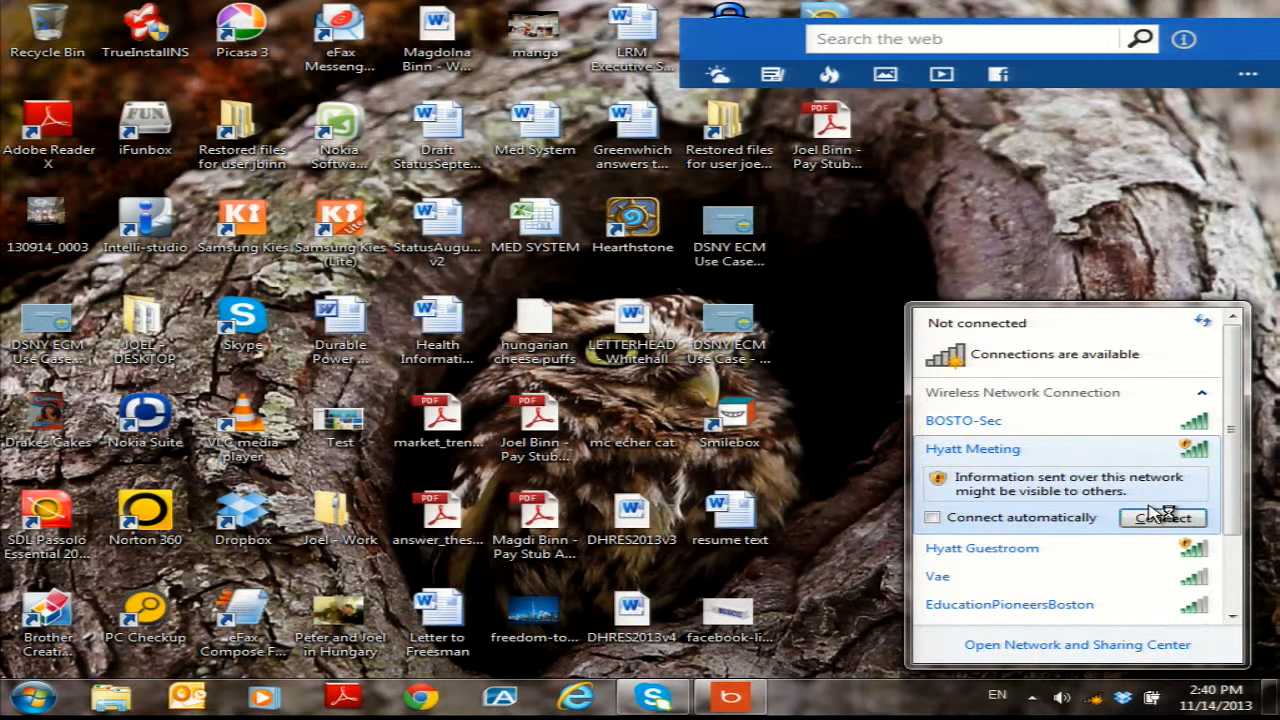 Recycle Bin
TrueInstallNS
Picasa 3
eFax
Messeng...
Magdolna
Binn - W...
manga
LRM
Executive S...
Search the web
Adobe Reader
X
iFunbox
Restored files
for user jbinn
Nokia
Softwa...
Draft
StatusSepte...
Med System
Greenwhich
answers t...
Restored files
for user joe...
Joel Binn -
Pay Stub...
130914_0003
Intelli-studio
Samsung Kies
Samsung Kies
(Lite)
StatusAugu...
v2
MED SYSTEM
Hearthstone
DSNY ECM
Use Case...
DSNY ECM
Use Case...
JOEL -
DESKTOP
Skype
Durable
Power ...
Health
Informati...
hungarian
cheese puffs
LETTERHEAD
Whitehall
DSNY ECM
Use Case - ...
Drakes Cakes
Nokia Suite
VLC media
player
Test
market_tren...
Joel Binn -
Pay Stub...
mc echer cat
Smilebox
SDL Passolo
Essential 20...
Norton 360
Dropbox
Joel - Work
answer_thes...
Magdi Binn -
Pay Stub A...
DHRES2013v3
resume text
Brother
Creati...
PC Checkup
eFax
Compose F...
Peter and Joel
in Hungary
Letter to
Freesman
freedom-to...
DHRES2013v4
facebook-li...
Not connected
Connections are available
Wireless Network Connection
BOSTO-Sec
Hyatt Meeting
Information sent over this network
might be visible to others.
Connect automatically
Connect
Hyatt Guestroom
Vae
EducationPioneersBoston
Open Network and Sharing Center
EN
2:40 PM
11/14/2013